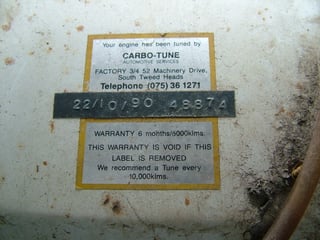 Your engine has been tuned by
CARBO-TUNE
AUTOMOTIVE SERVICES
FACTORY 3/4 52 Machinery Drive,
South Tweed Heads
Telephone (075) 36 1271
22/10/90 48874
WARRANTY 6 months/5000klms.
THIS WARRANTY IS VOID IF THIS
LABEL IS REMOVED
We recommend a Tune every
10,000klms.